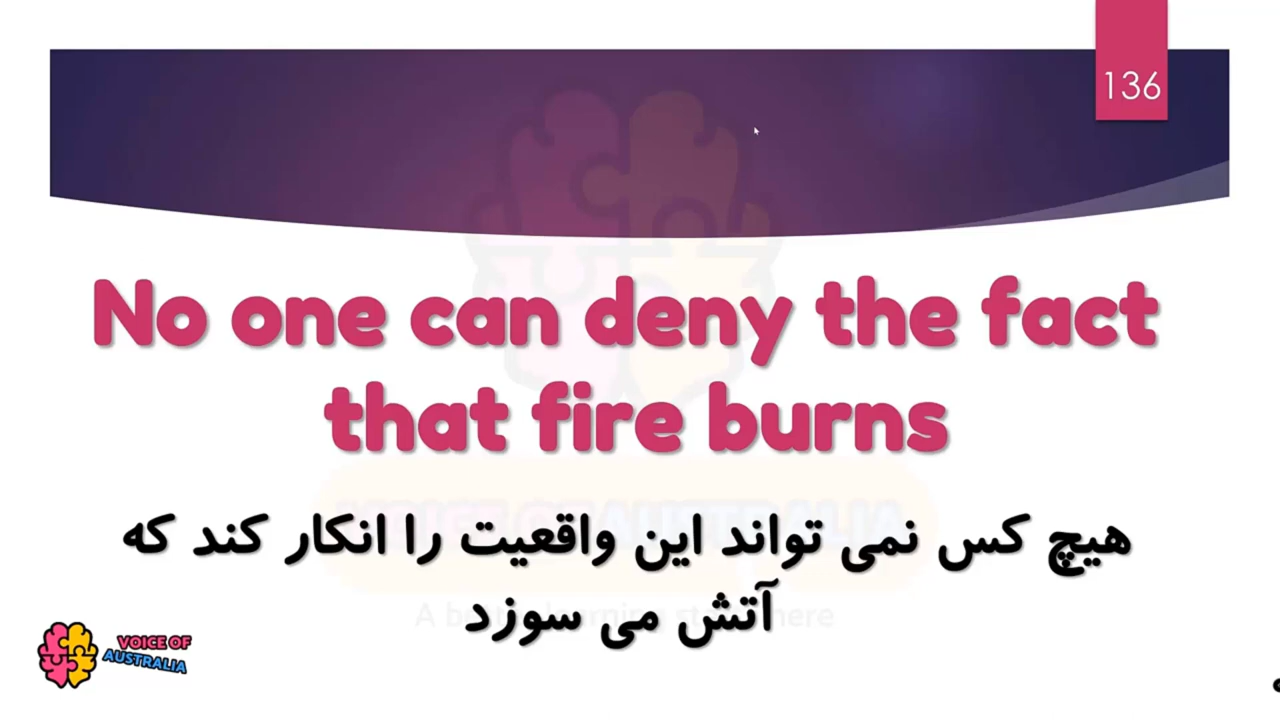 136
No one can deny the fact
that fire burns
هیچ کس نمی تواند این واقعیت را انکار کند که
آتش می سوزد
VOICE OF
AUSTRALIA